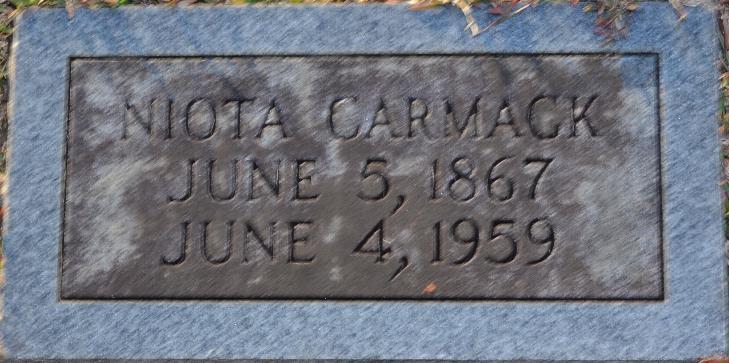 NIOTA CARMACK
JUNE 5, 1867
JUNE 4, 1959